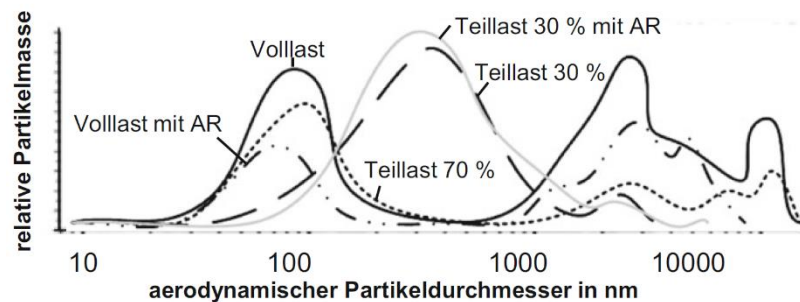 Teillast 30 % mit AR
Volllast
Teillast 30 %
Volllast mit AR
Teillast 70 %
relative Partikelmasse
10 100 1000 10000
aerodynamischer Partikeldurchmesser in nm